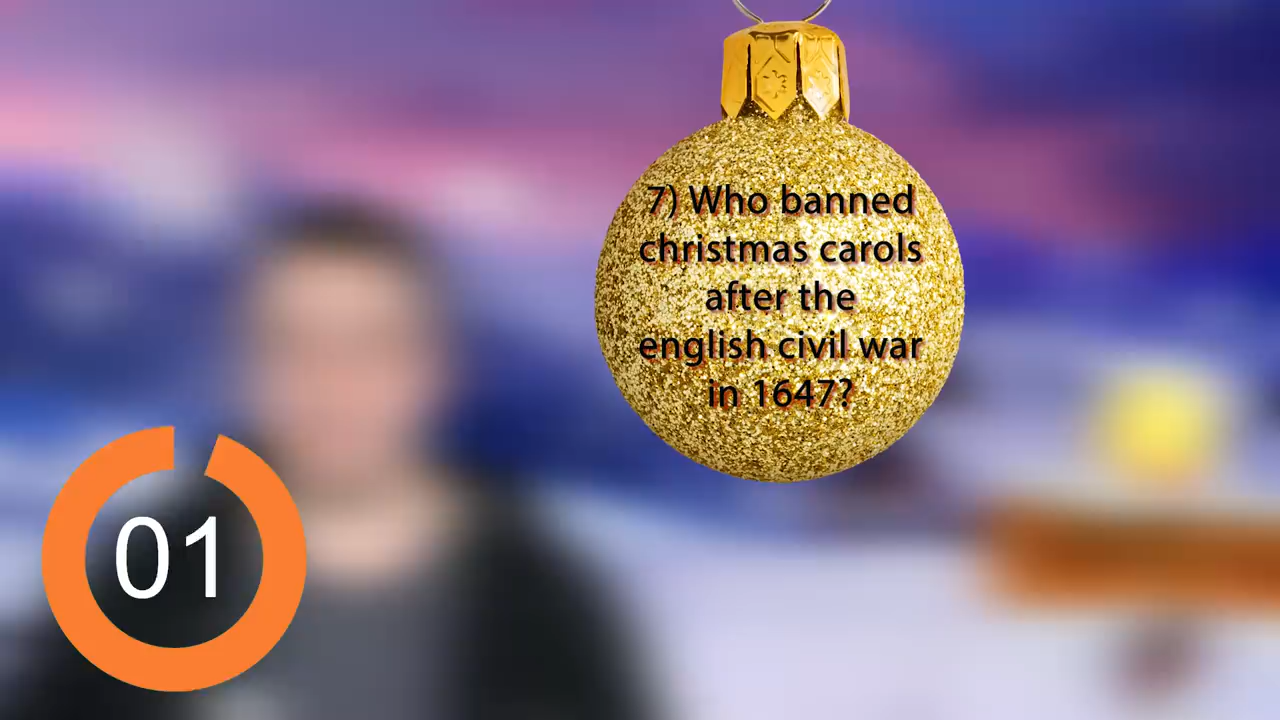 7) Who banned
christmas carols
after the
english civil war
in 1647?
01